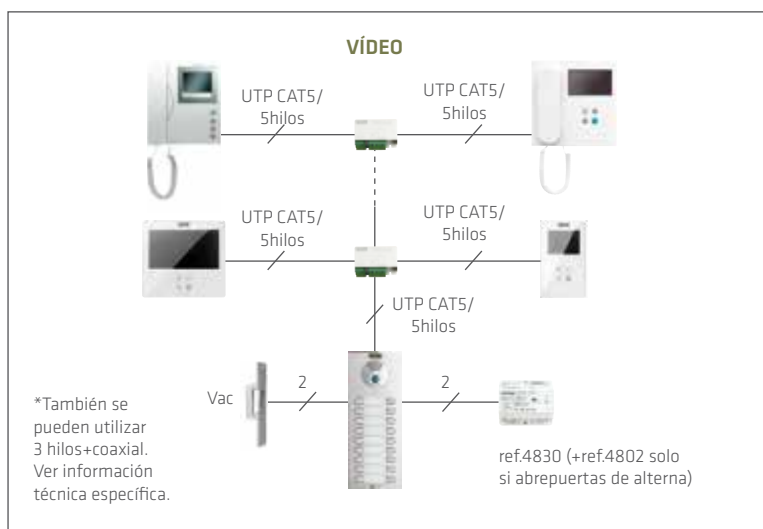 VÍDEO
UTP CAT5/
5hilos
UTP CAT5/
5hilos
UTP CAT5/
5hilos
UTP CAT5/
5hilos
UTP CAT5/
5hilos
Vac
2
2
*También se
pueden utilizar
3 hilos+coaxial.
Ver información
técnica específica.
ref.4830 (+ref.4802 solo
si abrepuertas de alterna)